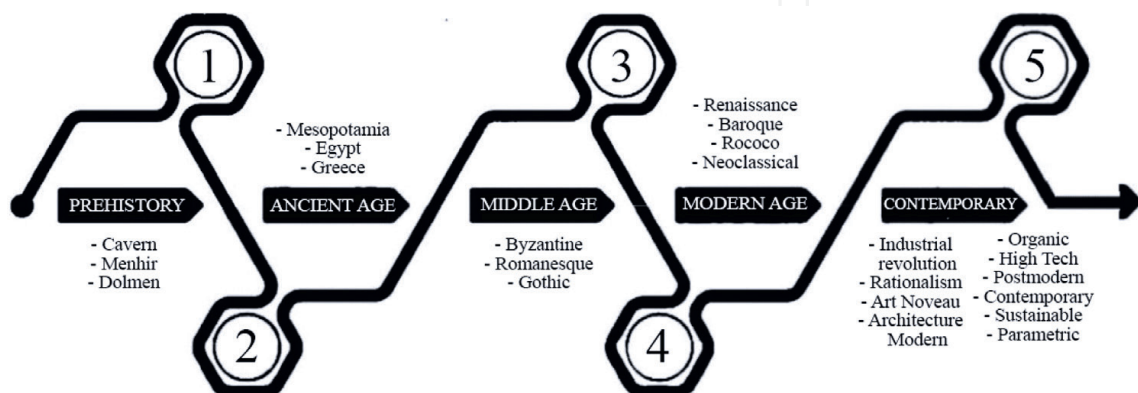 1
PREHISTORY
- Cavern
- Menhir
- Dolmen
2
- Mesopotamia
- Egypt
- Greece
ANCIENT AGE
3
MIDDLE AGE
- Byzantine
- Romanesque
- Gothic
4
- Renaissance
- Baroque
- Rococo
- Neoclassical
MODERN AGE
5
CONTEMPORARY
- Industrial
revolution
- Rationalism
- Art Noveau
- Architecture
Modern
- Organic
- High Tech
- Postmodern
- Contemporary
- Sustainable
- Parametric